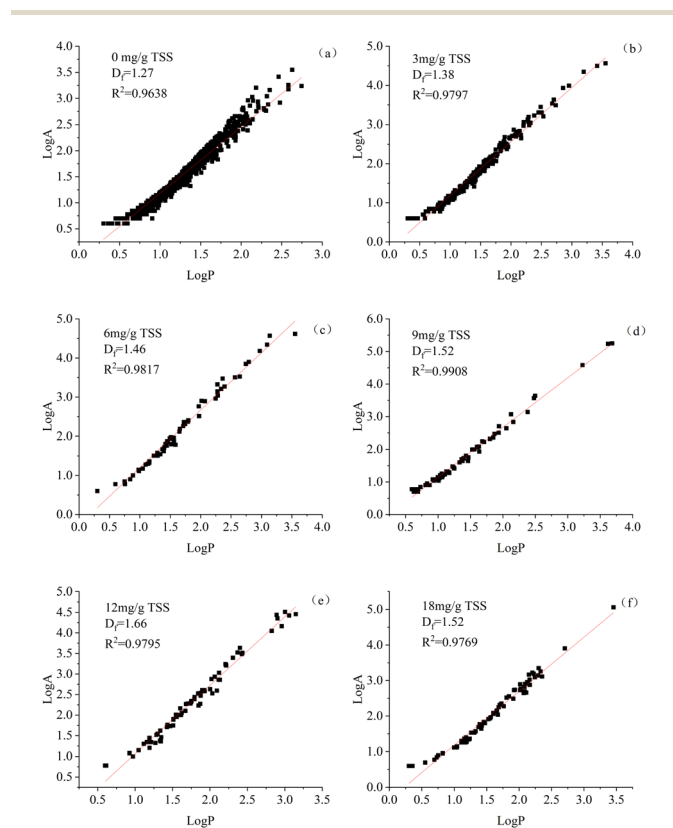 (a)
0 mg/g TSS
Df=1.27
R²=0.9638
4.0
3.5
3.0
2.5
2.0
1.5
1.0
0.5
LogA
0.0 0.5 1.0 1.5 2.0 2.5 3.0
LogP
(b)
3mg/g TSS
Df=1.38
R²=0.9797
5.0
4.0
3.0
2.0
1.0
0.0
LogA
0.0 0.5 1.0 1.5 2.0 2.5 3.0 3.5 4.0
LogP
(c)
6mg/g TSS
Df=1.46
R²=0.9817
5.0
4.0
3.0
2.0
1.0
0.0
LogA
0.0 0.5 1.0 1.5 2.0 2.5 3.0 3.5 4.0
LogP
(d)
9mg/g TSS
Df=1.52
R²=0.9908
6.0
5.0
4.0
3.0
2.0
1.0
0.0
LogA
0.5 1.0 1.5 2.0 2.5 3.0 3.5 4.0
LogP
(e)
12mg/g TSS
Df=1.66
R²=0.9795
5.0
4.5
4.0
3.5
3.0
2.5
2.0
1.5
1.0
0.5
LogA
0.5 1.0 1.5 2.0 2.5 3.0 3.5
LogP
(f)
18mg/g TSS
Df=1.52
R²=0.9769
5.0
4.0
3.0
2.0
1.0
0.0
LogA
0.0 0.5 1.0 1.5 2.0 2.5 3.0 3.5
LogP